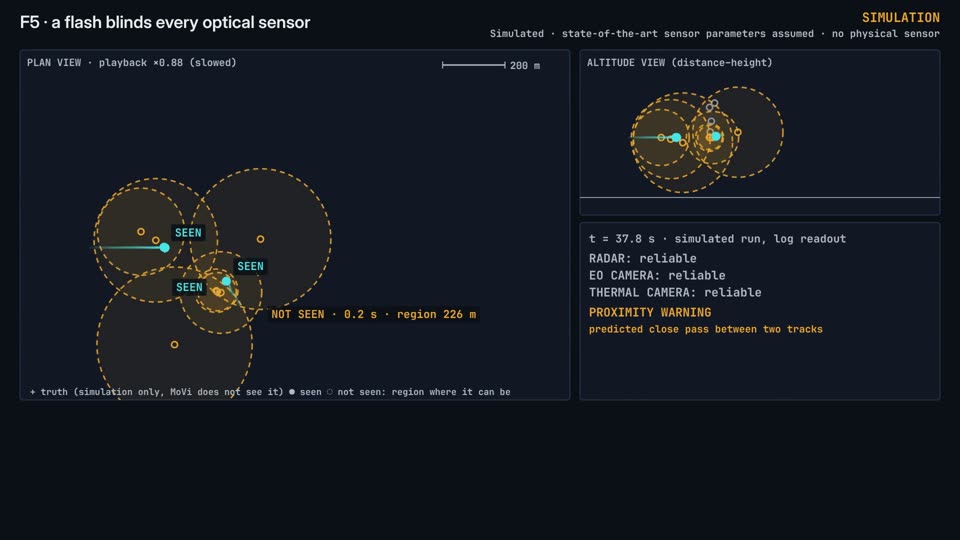 F5 · a flash blinds every optical sensor
SIMULATION
Simulated · state-of-the-art sensor parameters assumed · no physical sensor
PLAN VIEW · playback ×0.88 (slowed)
200 m
SEEN
SEEN
SEEN
NOT SEEN · 0.2 s · region 226 m
+ truth (simulation only, MoVi does not see it) ● seen ◌ not seen: region where it can be
ALTITUDE VIEW (distance-height)
t = 37.8 s · simulated run, log readout
RADAR: reliable
EO CAMERA: reliable
THERMAL CAMERA: reliable
PROXIMITY WARNING
predicted close pass between two tracks